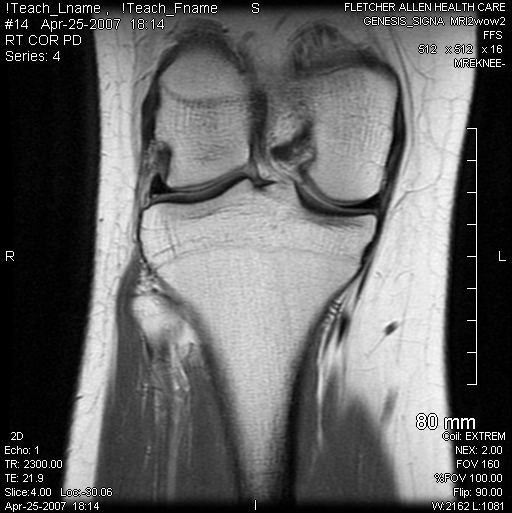 !Teach_Lname , !Teach_Fname
S
FLETCHER ALLEN HEALTH CARE
#14 Apr-25-2007 18:14
GENESIS_SIGNA MRI2wow2
RT COR PD
FFS
Series: 4
512 x 512 x 16
MREKNEE-
R
L
80 mm
2D
Coil: EXTREM
Echo: 1
NEX: 2.00
TR: 2300.00
FOV 160
TE: 21.9
%FOV 100.00
Slice:4.00 Loc:-30.06
Flip: 90.00
Apr-25-2007 18:14
I
W:2162 L:1081